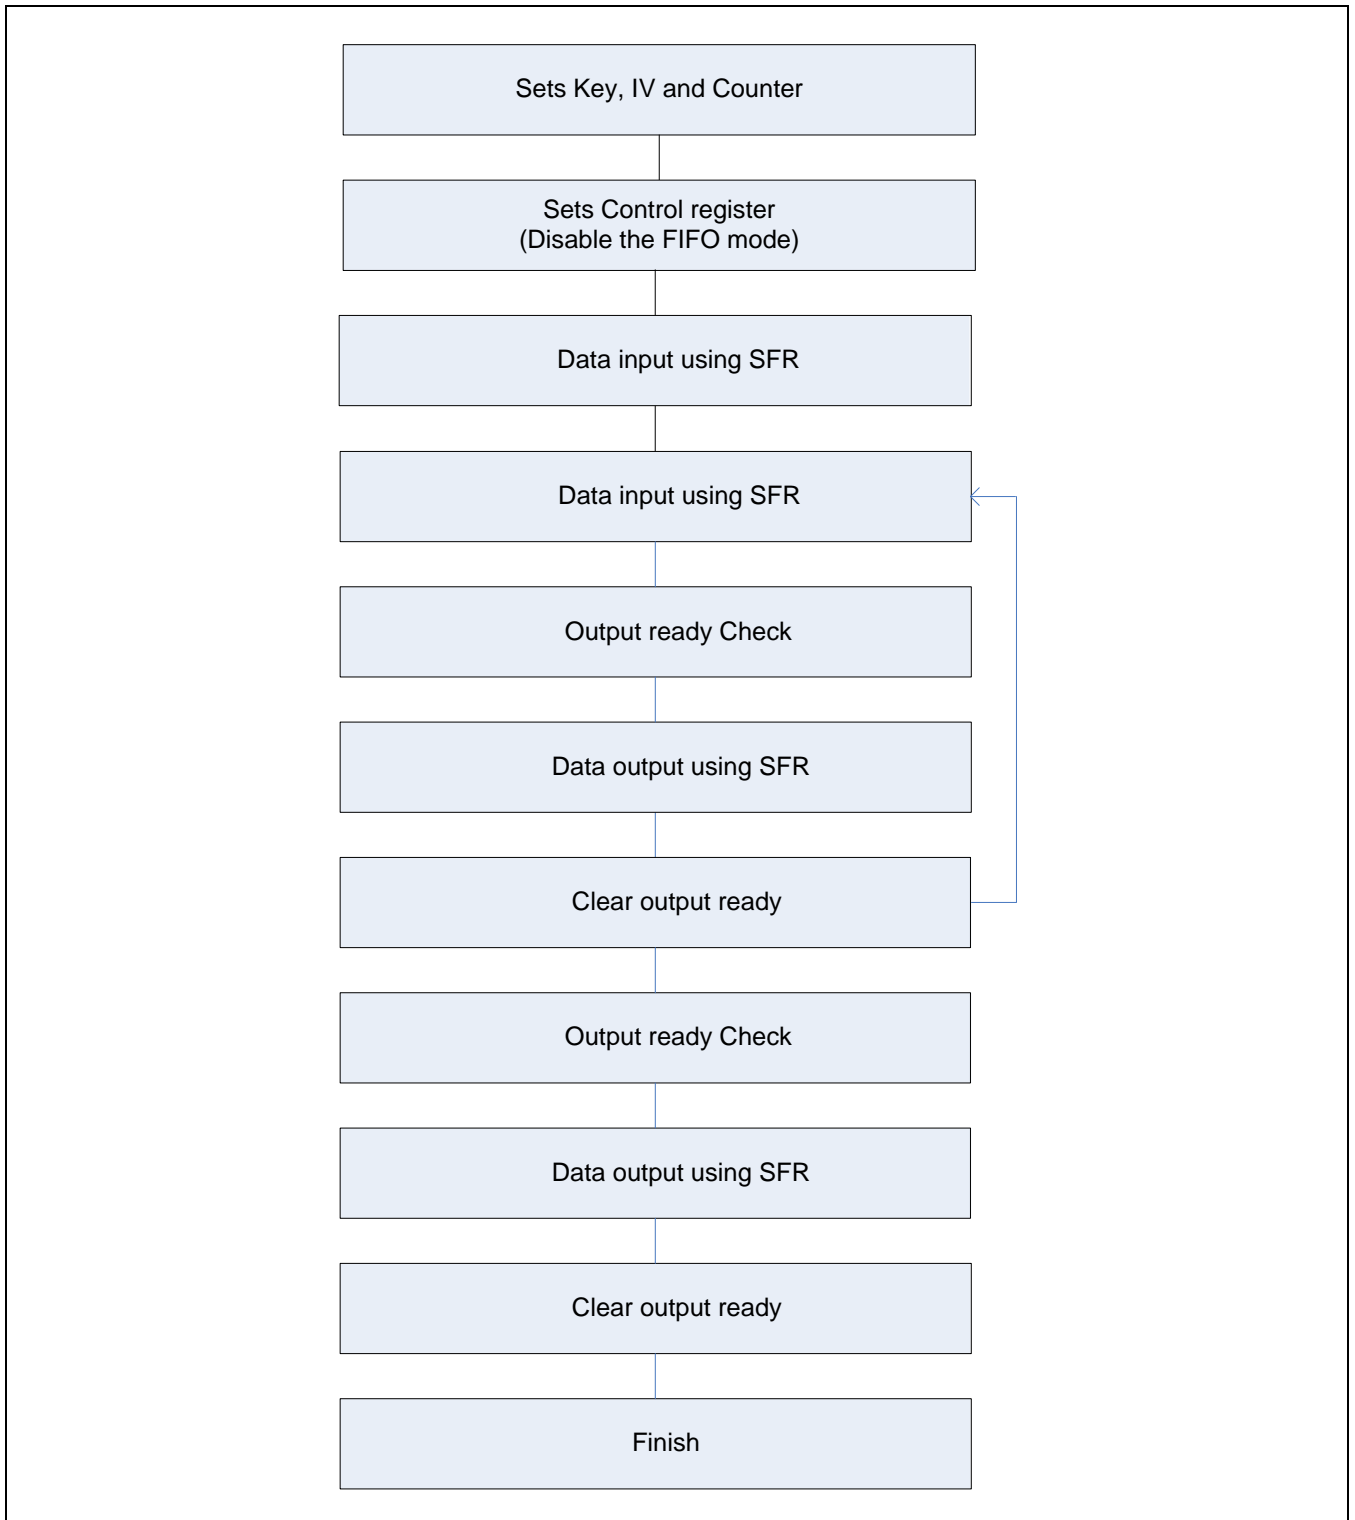 Sets Key, IV and Counter
Sets Control register
(Disable the FIFO mode)
Data input using SFR
Data input using SFR
Output ready Check
Data output using SFR
Clear output ready
Output ready Check
Data output using SFR
Clear output ready
Finish